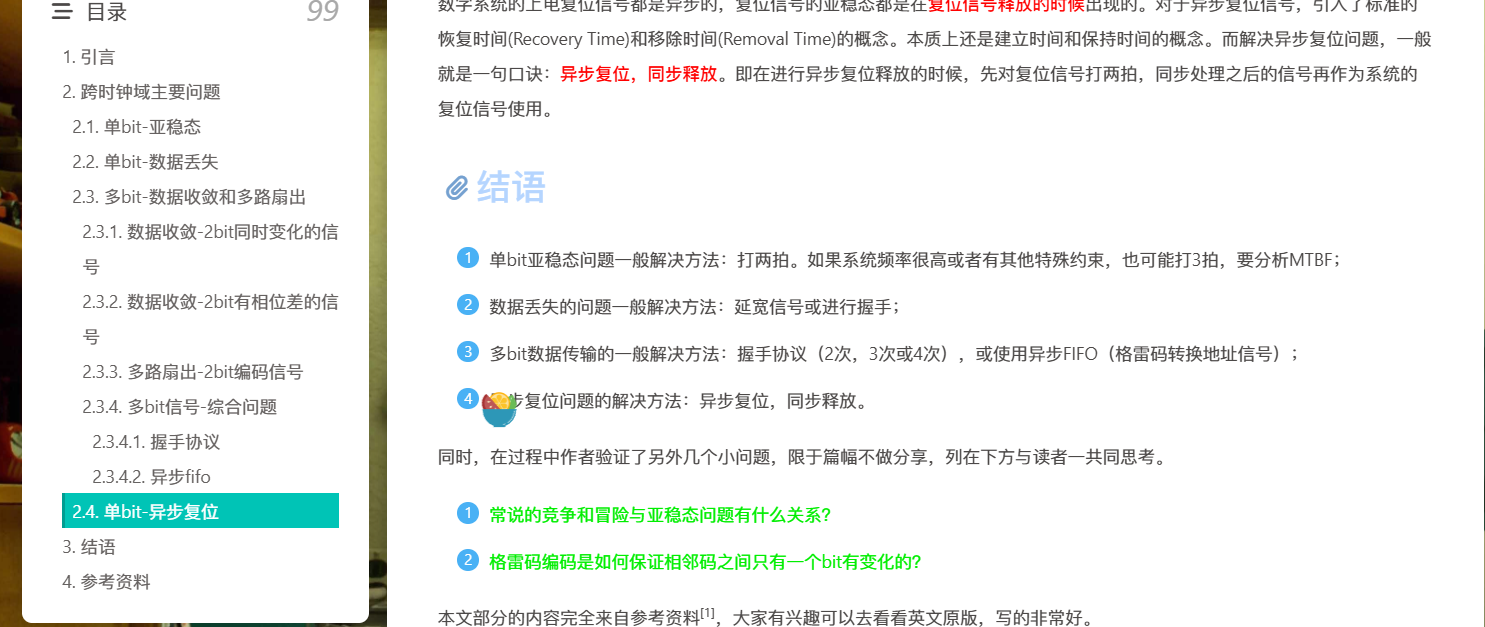 目录
99
1. 引言
2. 跨时钟域主要问题
2.1. 单bit-亚稳态
2.2. 单bit-数据丢失
2.3. 多bit-数据收敛和多路扇出
2.3.1. 数据收敛-2bit同时变化的信
号
2.3.2. 数据收敛-2bit有相位差的信
号
2.3.3. 多路扇出-2bit编码信号
2.3.4. 多bit信号-综合问题
2.3.4.1. 握手协议
2.3.4.2. 异步fifo
2.4. 单bit-异步复位
3. 结语
4. 参考资料
数字系统的上电复位信号都是异步的，复位信号的亚稳态都是在复位信号释放的时候出现的。对于异步复位信号，引入了标准的
恢复时间(Recovery Time)和移除时间(Removal Time)的概念。本质上还是建立时间和保持时间的概念。而解决异步复位问题，一般
就是一句口诀：异步复位，同步释放。即在进行异步复位释放的时候，先对复位信号打两拍，同步处理之后的信号再作为系统的
复位信号使用。
结语
1 单bit亚稳态问题一般解决方法：打两拍。如果系统频率很高或者有其他特殊约束，也可能打3拍，要分析MTBF；
2 数据丢失的问题一般解决方法：延宽信号或进行握手；
3 多bit数据传输的一般解决方法：握手协议（2次，3次或4次），或使用异步FIFO（格雷码转换地址信号）；
4 步复位问题的解决方法：异步复位，同步释放。
同时，在过程中作者验证了另外几个小问题，限于篇幅不做分享，列在下方与读者一共同思考。
1 常说的竞争和冒险与亚稳态问题有什么关系？
2 格雷码编码是如何保证相邻码之间只有一个bit有变化的？
本文部分的内容完全来自参考资料[1]，大家有兴趣可以去看看英文原版，写的非常好。